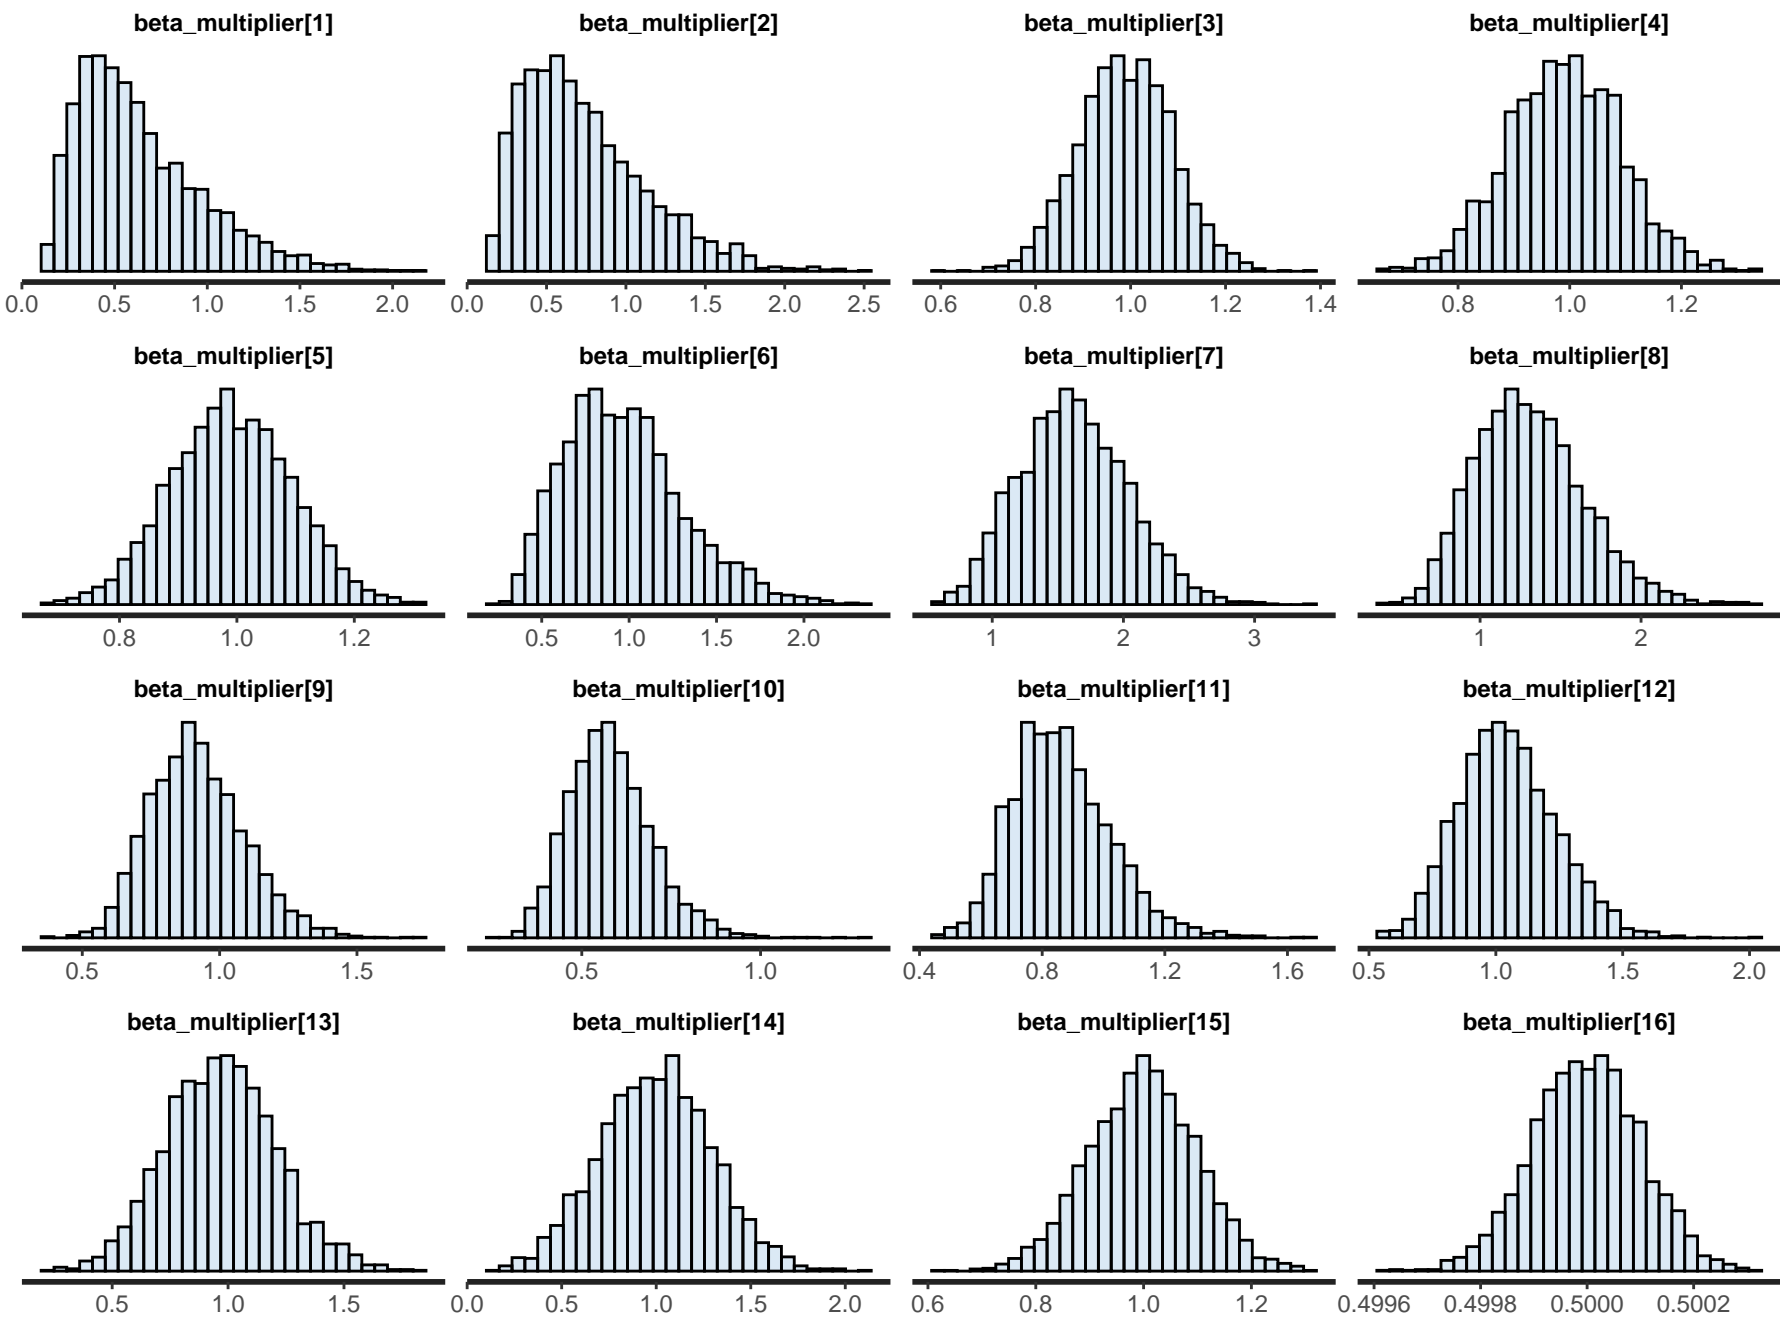 beta_multiplier[1] beta_multiplier[2] beta_multiplier[3] beta_multiplier[4]
0.0 0.5 1.0 1.5 2.0 0.0 0.5 1.0 1.5 2.0 2.5 0.6 0.8 1.0 1.2 1.4 0.8 1.0 1.2
beta_multiplier[5] beta_multiplier[6] beta_multiplier[7] beta_multiplier[8]
0.8 1.0 1.2 0.5 1.0 1.5 2.0 1 2 3 1 2
beta_multiplier[9] beta_multiplier[10] beta_multiplier[11] beta_multiplier[12]
0.5 1.0 1.5 0.5 1.0 0.4 0.8 1.2 1.6 0.5 1.0 1.5 2.0
beta_multiplier[13] beta_multiplier[14] beta_multiplier[15] beta_multiplier[16]
0.5 1.0 1.5 0.0 0.5 1.0 1.5 2.0 0.6 0.8 1.0 1.2 0.4996 0.4998 0.5000 0.5002